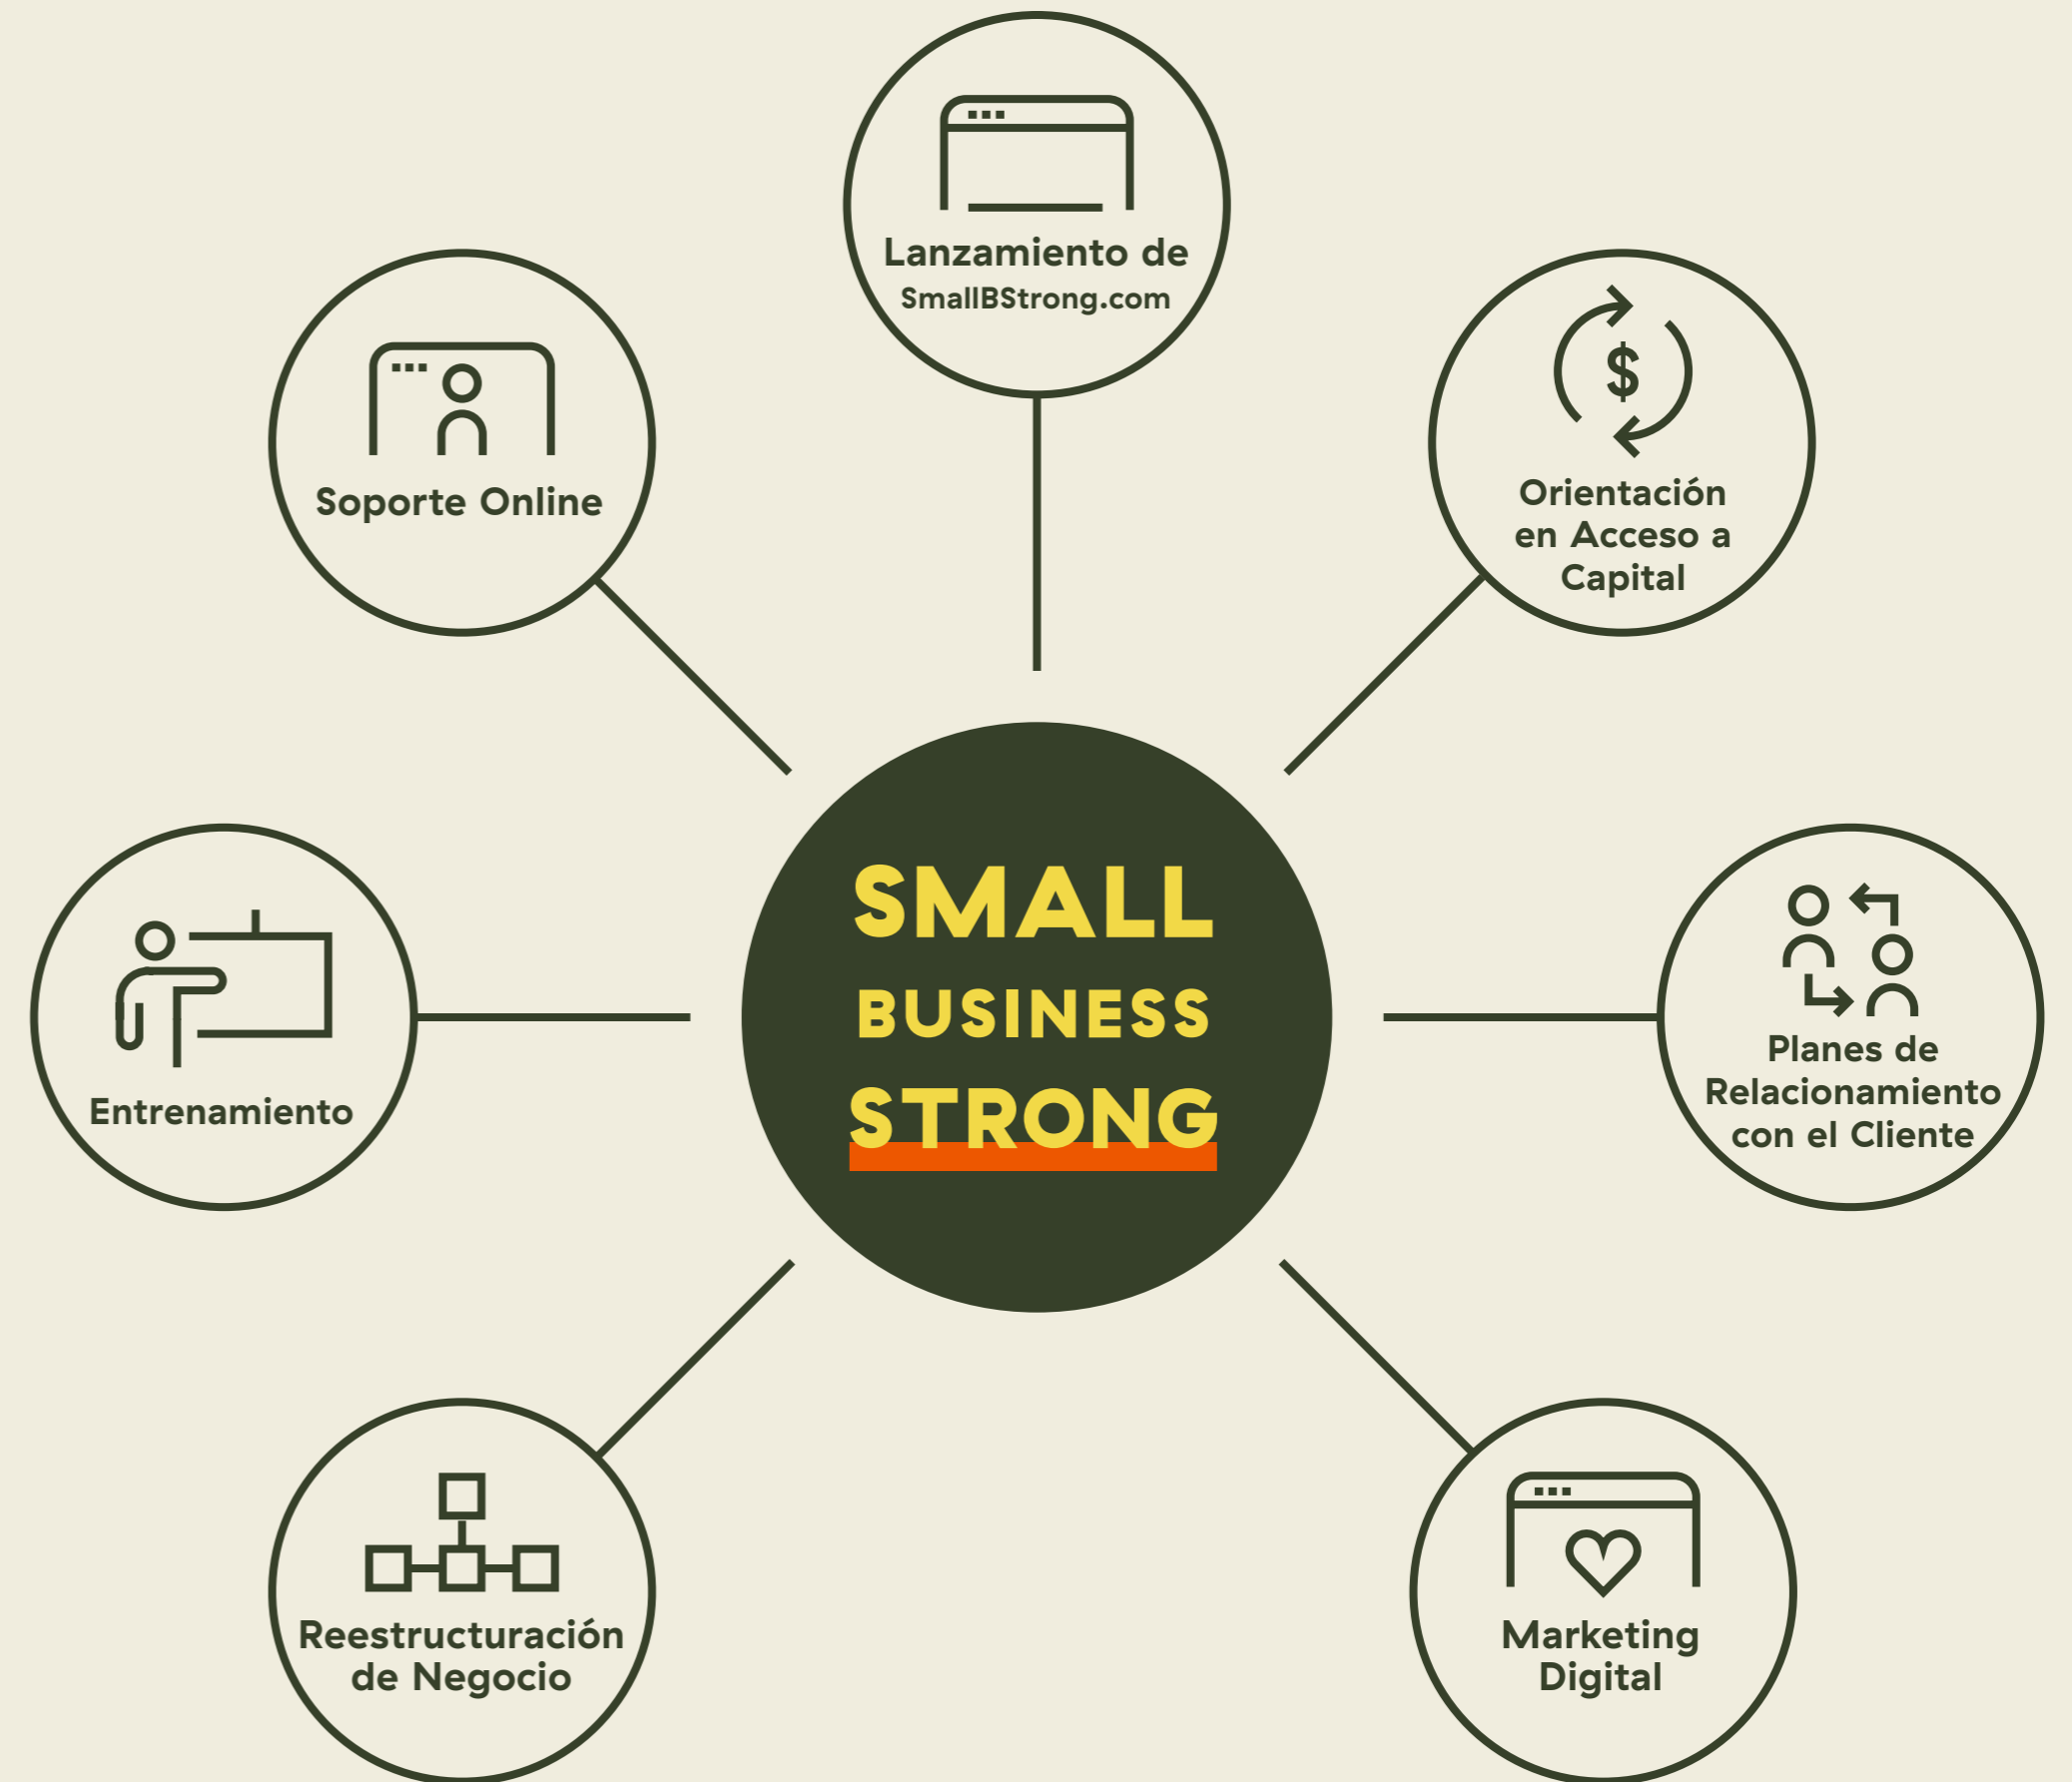 Lanzamiento de
SmallBStrong.com
Soporte Online
Orientación
en Acceso a
Capital
SMALL
BUSINESS
STRONG
Entrenamiento
Planes de
Relacionamiento
con el Cliente
Reestructuración
de Negocio
Marketing
Digital
$